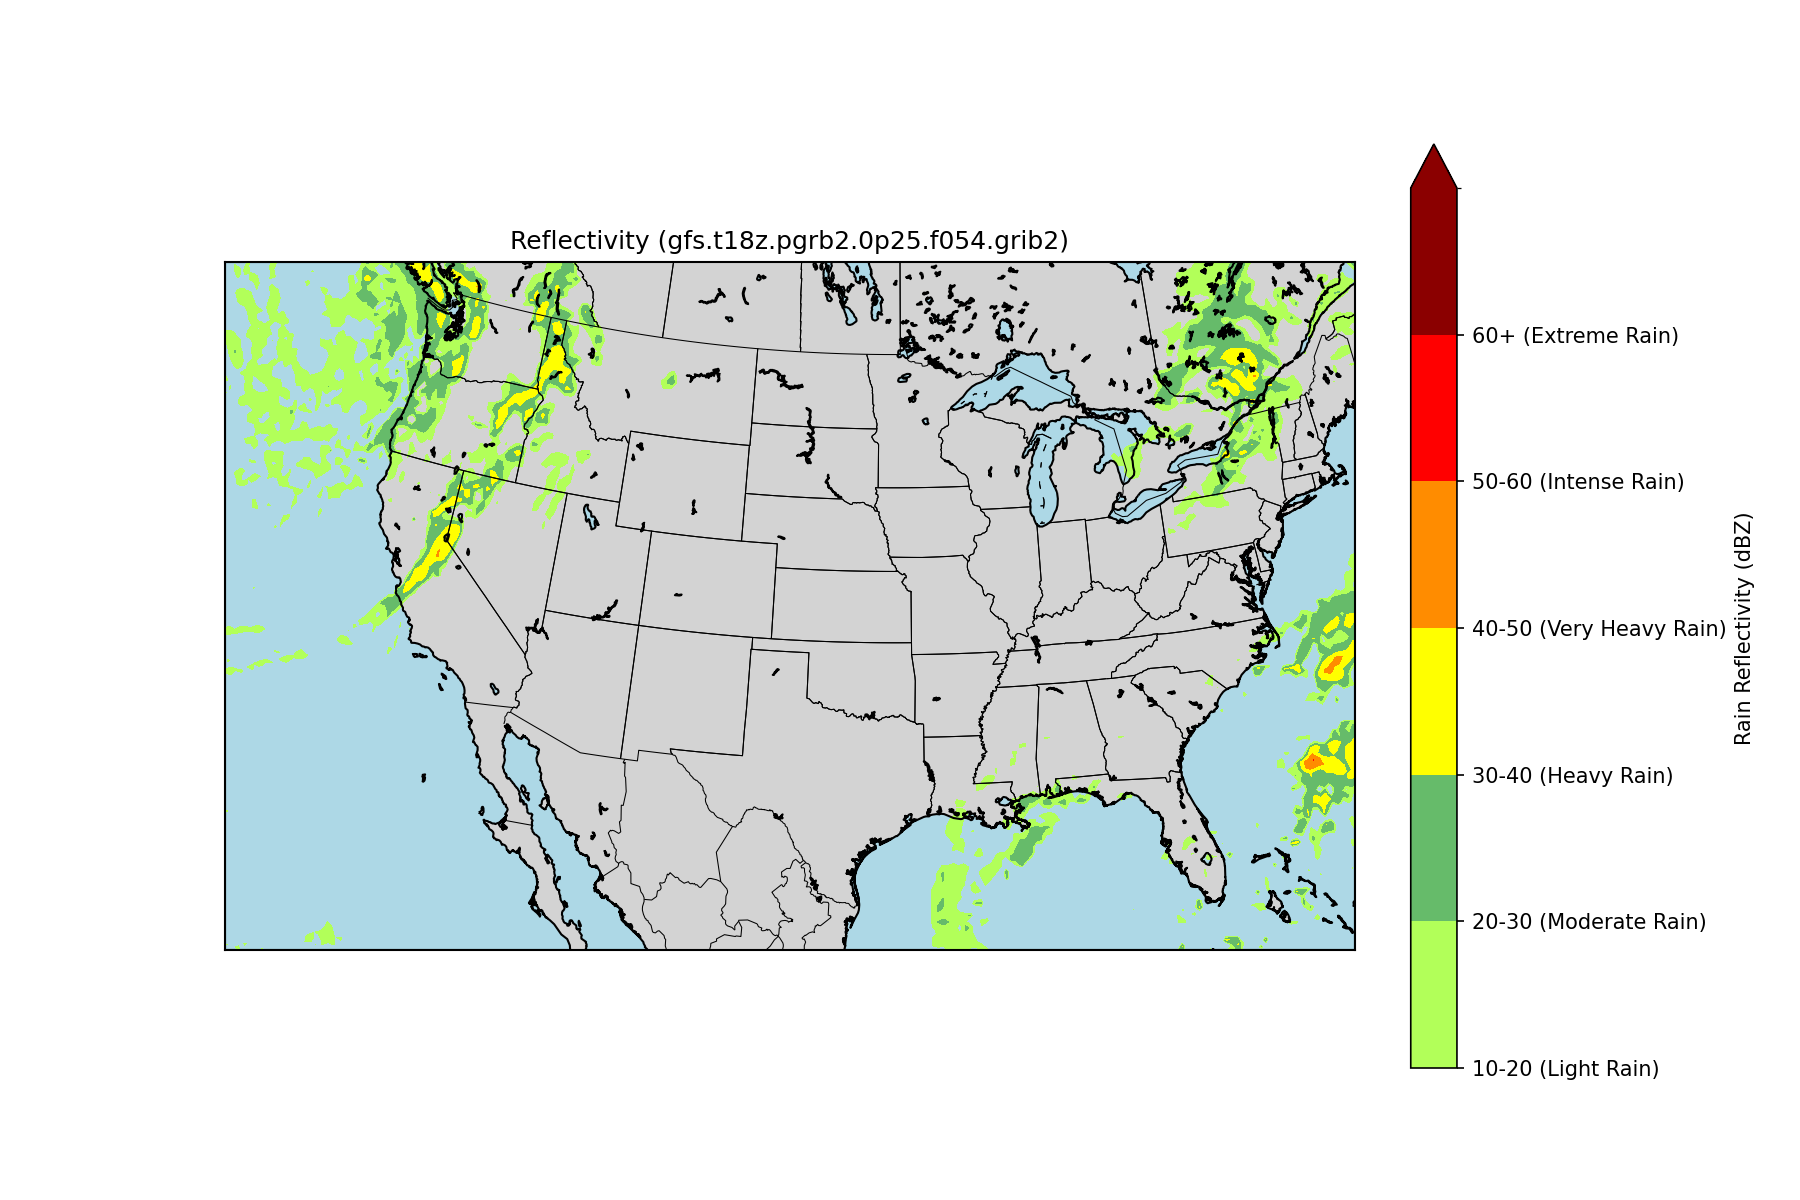 Reflectivity (gfs.t18z.pgrb2.0p25.f054.grib2)
60+ (Extreme Rain)
50-60 (Intense Rain)
40-50 (Very Heavy Rain)
30-40 (Heavy Rain)
20-30 (Moderate Rain)
10-20 (Light Rain)
Rain Reflectivity (dBZ)